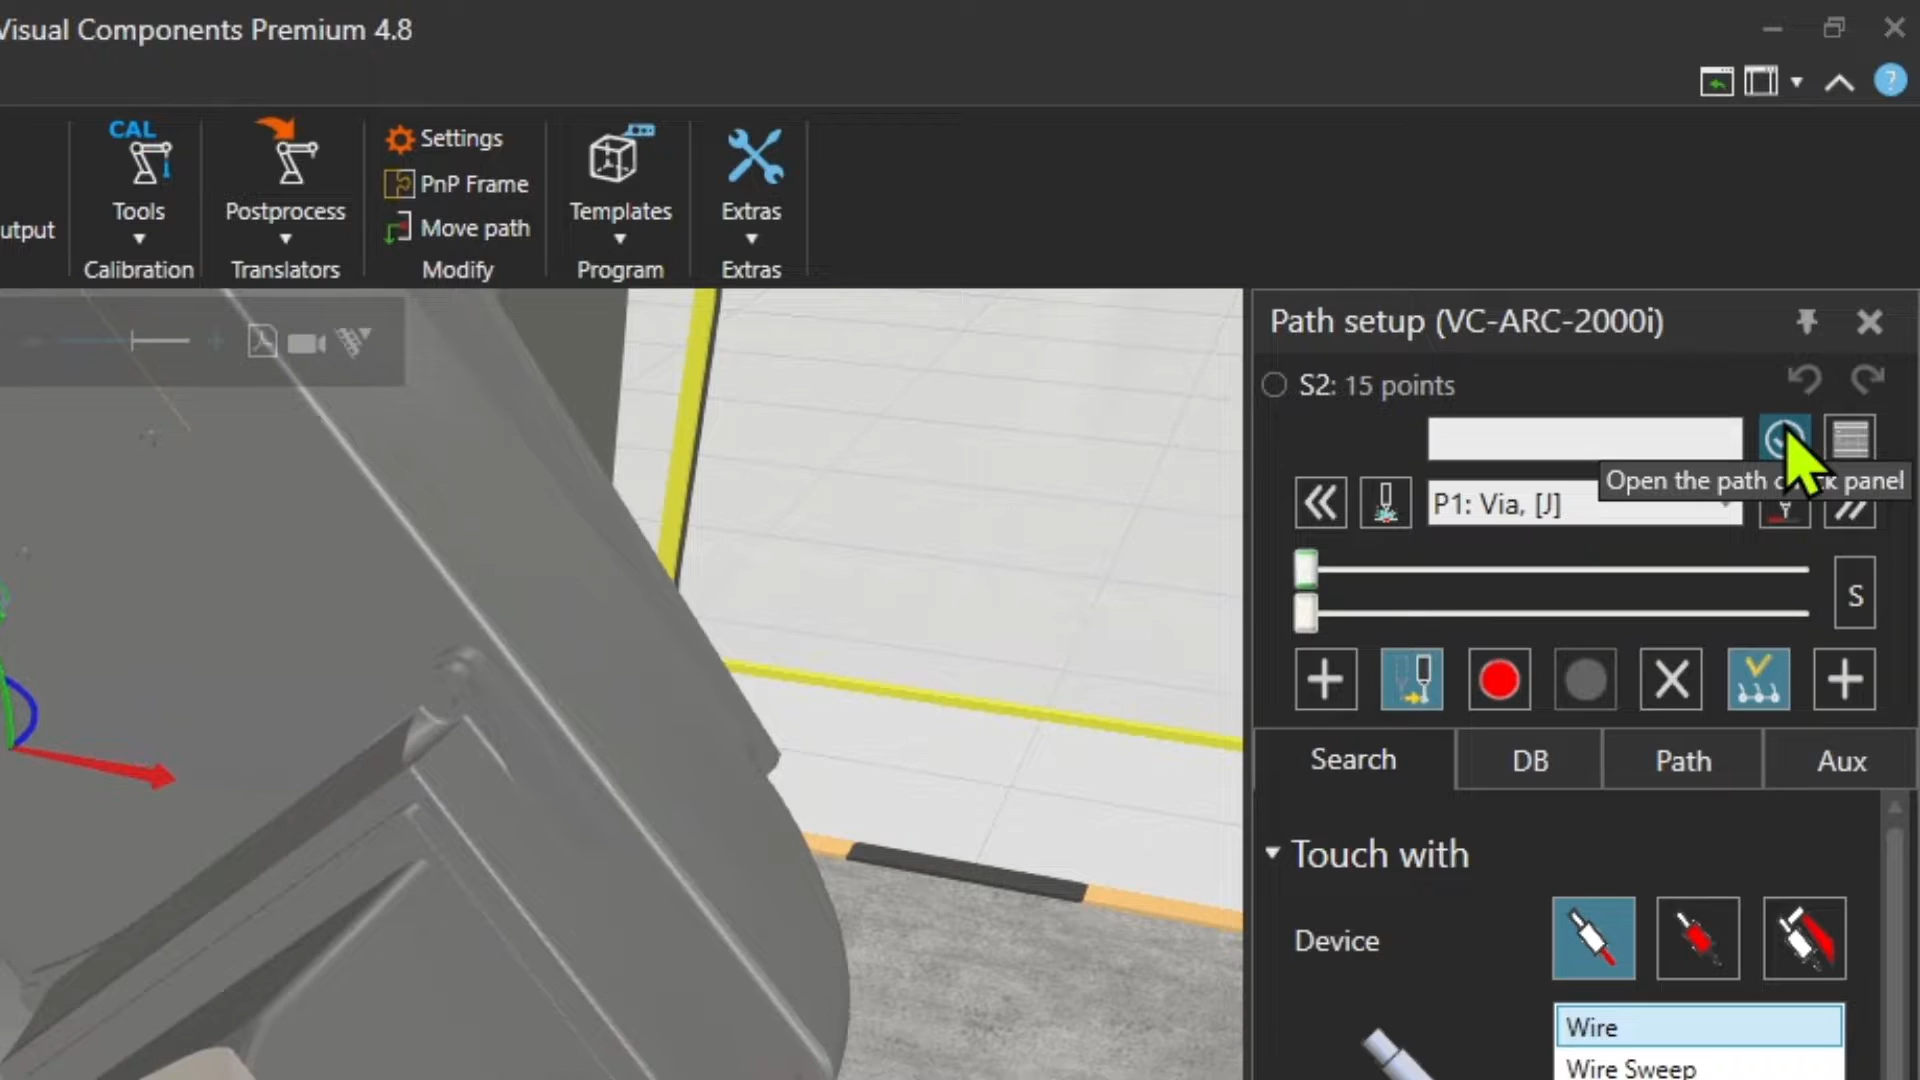 Visual Components Premium 4.8
?
CAL
Settings
PnP Frame
Move path
utput
Tools
Postprocess
Templates
Extras
Calibration
Translators
Modify
Program
Extras
Path setup (VC-ARC-2000i)
S2: 15 points
Open the path panel
P1: Via, [J]
S
Search
DB
Path
Aux
Touch with
Device
Wire
Wire Sweep